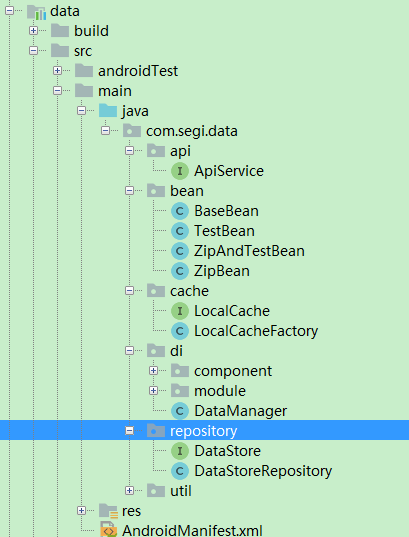 data
build
src
androidTest
main
java
com.segi.data
api
ApiService
bean
BaseBean
TestBean
ZipAndTestBean
ZipBean
cache
LocalCache
LocalCacheFactory
di
component
module
DataManager
repository
DataStore
DataStoreRepository
util
res
AndroidManifest.xml